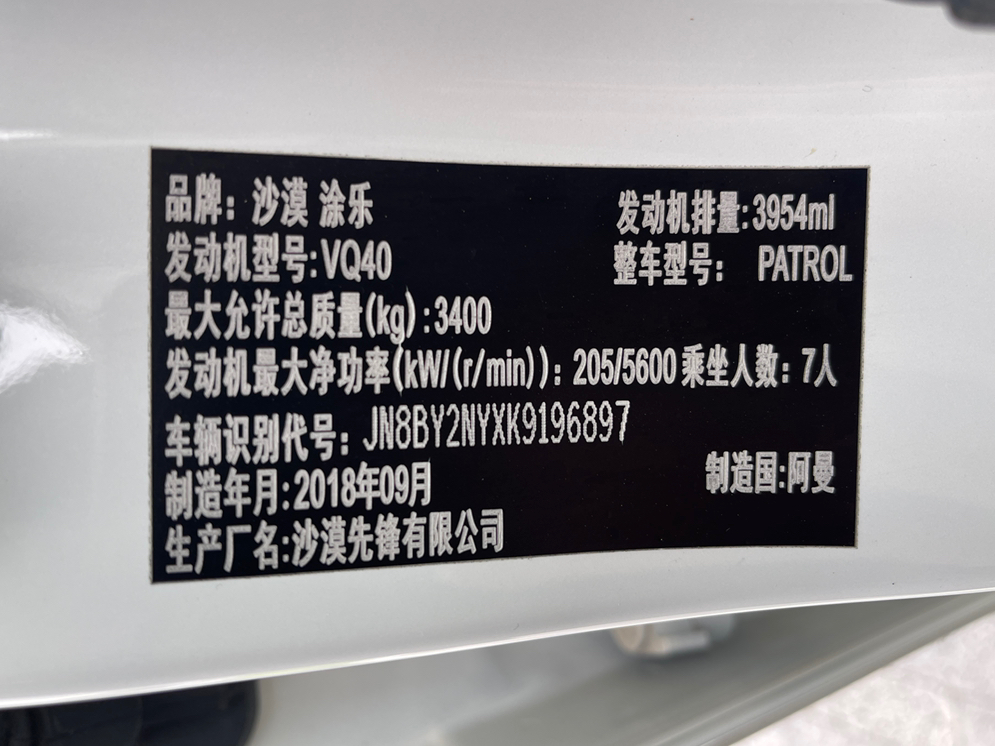 品牌：沙漠 涂乐 发动机排量:3954ml
发动机型号:VQ40 整车型号： PATROL
最大允许总质量(kg):3400
发动机最大净功率(kW/(r/min))：205/5600 乘坐人数：7人
车辆识别代号：JN8BY2NYXK9196897
制造年月:2018年09月 制造国:阿曼
生产厂名:沙漠先锋有限公司